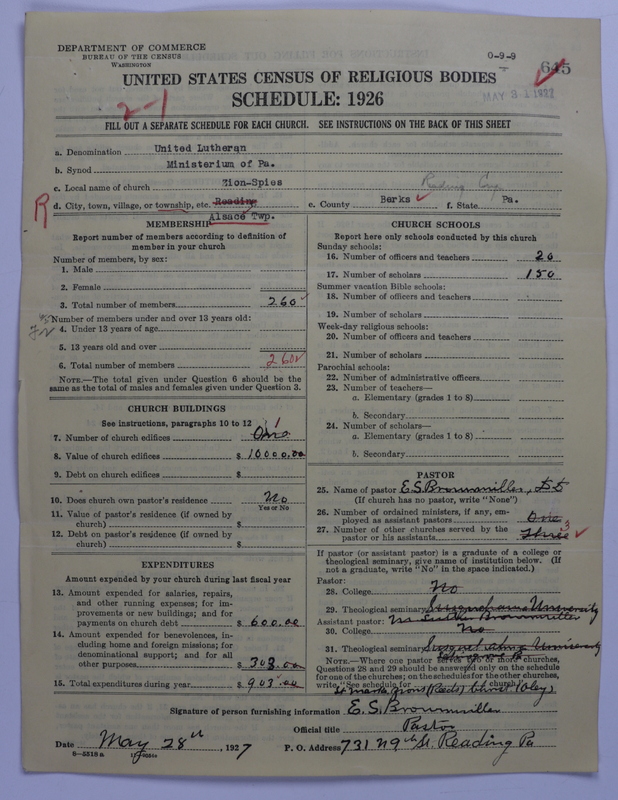 DEPARTMENT OF COMMERCE
BUREAU OF THE CENSUS
WASHINGTON
0-9-9
645
MAY 31 1927
UNITED STATES CENSUS OF RELIGIOUS BODIES
SCHEDULE: 1926
2-1
FILL OUT A SEPARATE SCHEDULE FOR EACH CHURCH. SEE INSTRUCTIONS ON THE BACK OF THIS SHEET
a. Denomination United Lutheran
b. Synod Ministerium of Pa.
c. Local name of church Zion-Spies
R d. City, town, village, or township, etc. Reading e. County Berks f. State Pa.
Alsace Twp.
MEMBERSHIP
Report number of members according to definition of
member in your church
Number of members, by sex:
1. Male
2. Female
3. Total number of members 260
Number of members under and over 13 years old:
4. Under 13 years of age
5. 13 years old and over
6. Total number of members 260
NOTE.—The total given under Question 6 should be the
same as the total of males and females given under Question 3.
CHURCH BUILDINGS
See instructions, paragraphs 10 to 12
7. Number of church edifices One 1
8. Value of church edifices $ 10000.00
9. Debt on church edifices $
10. Does church own pastor's residence No
Yes or No
11. Value of pastor's residence (if owned by
church) $
12. Debt on pastor's residence (if owned by
church) $
EXPENDITURES
Amount expended by your church during last fiscal year
13. Amount expended for salaries, repairs,
and other running expenses; for im-
provements or new buildings; and for
payments on church debt $ 600.00
14. Amount expended for benevolences, in-
cluding home and foreign missions; for
denominational support; and for all
other purposes $ 303.00
15. Total expenditures during year $ 903.00
CHURCH SCHOOLS
Report here only schools conducted by this church
Sunday schools:
16. Number of officers and teachers 20
17. Number of scholars 150
Summer vacation Bible schools:
18. Number of officers and teachers
19. Number of scholars
Week-day religious schools:
20. Number of officers and teachers
21. Number of scholars
Parochial schools:
22. Number of administrative officers
23. Number of teachers—
a. Elementary (grades 1 to 8)
b. Secondary
24. Number of scholars—
a. Elementary (grades 1 to 8)
b. Secondary
PASTOR
25. Name of pastor E.S. Brownmiller, DD
(If church has no pastor, write "None")
26. Number of ordained ministers, if any, em-
ployed as assistant pastors One
27. Number of other churches served by the
pastor or his assistants Three 3
If pastor (or assistant pastor) is a graduate of a college or
theological seminary, give name of institution below. (If
not a graduate, write "No" in the space indicated.)
Pastor:
28. College No
29. Theological seminary Susquehanna University
Assistant pastor: Luther Brownmiller
30. College No
31. Theological seminary Susquehanna University
NOTE.—Where one pastor serves two or more churches,
Questions 28 and 29 should be answered only on the schedule
for one of the churches; on the schedules for the other churches,
write "See schedule for church."
Signature of person furnishing information E.S. Brownmiller
Official title Pastor
Date May 28th, 1927 P. O. Address 731 N 9th St. Reading Pa
8—5318a